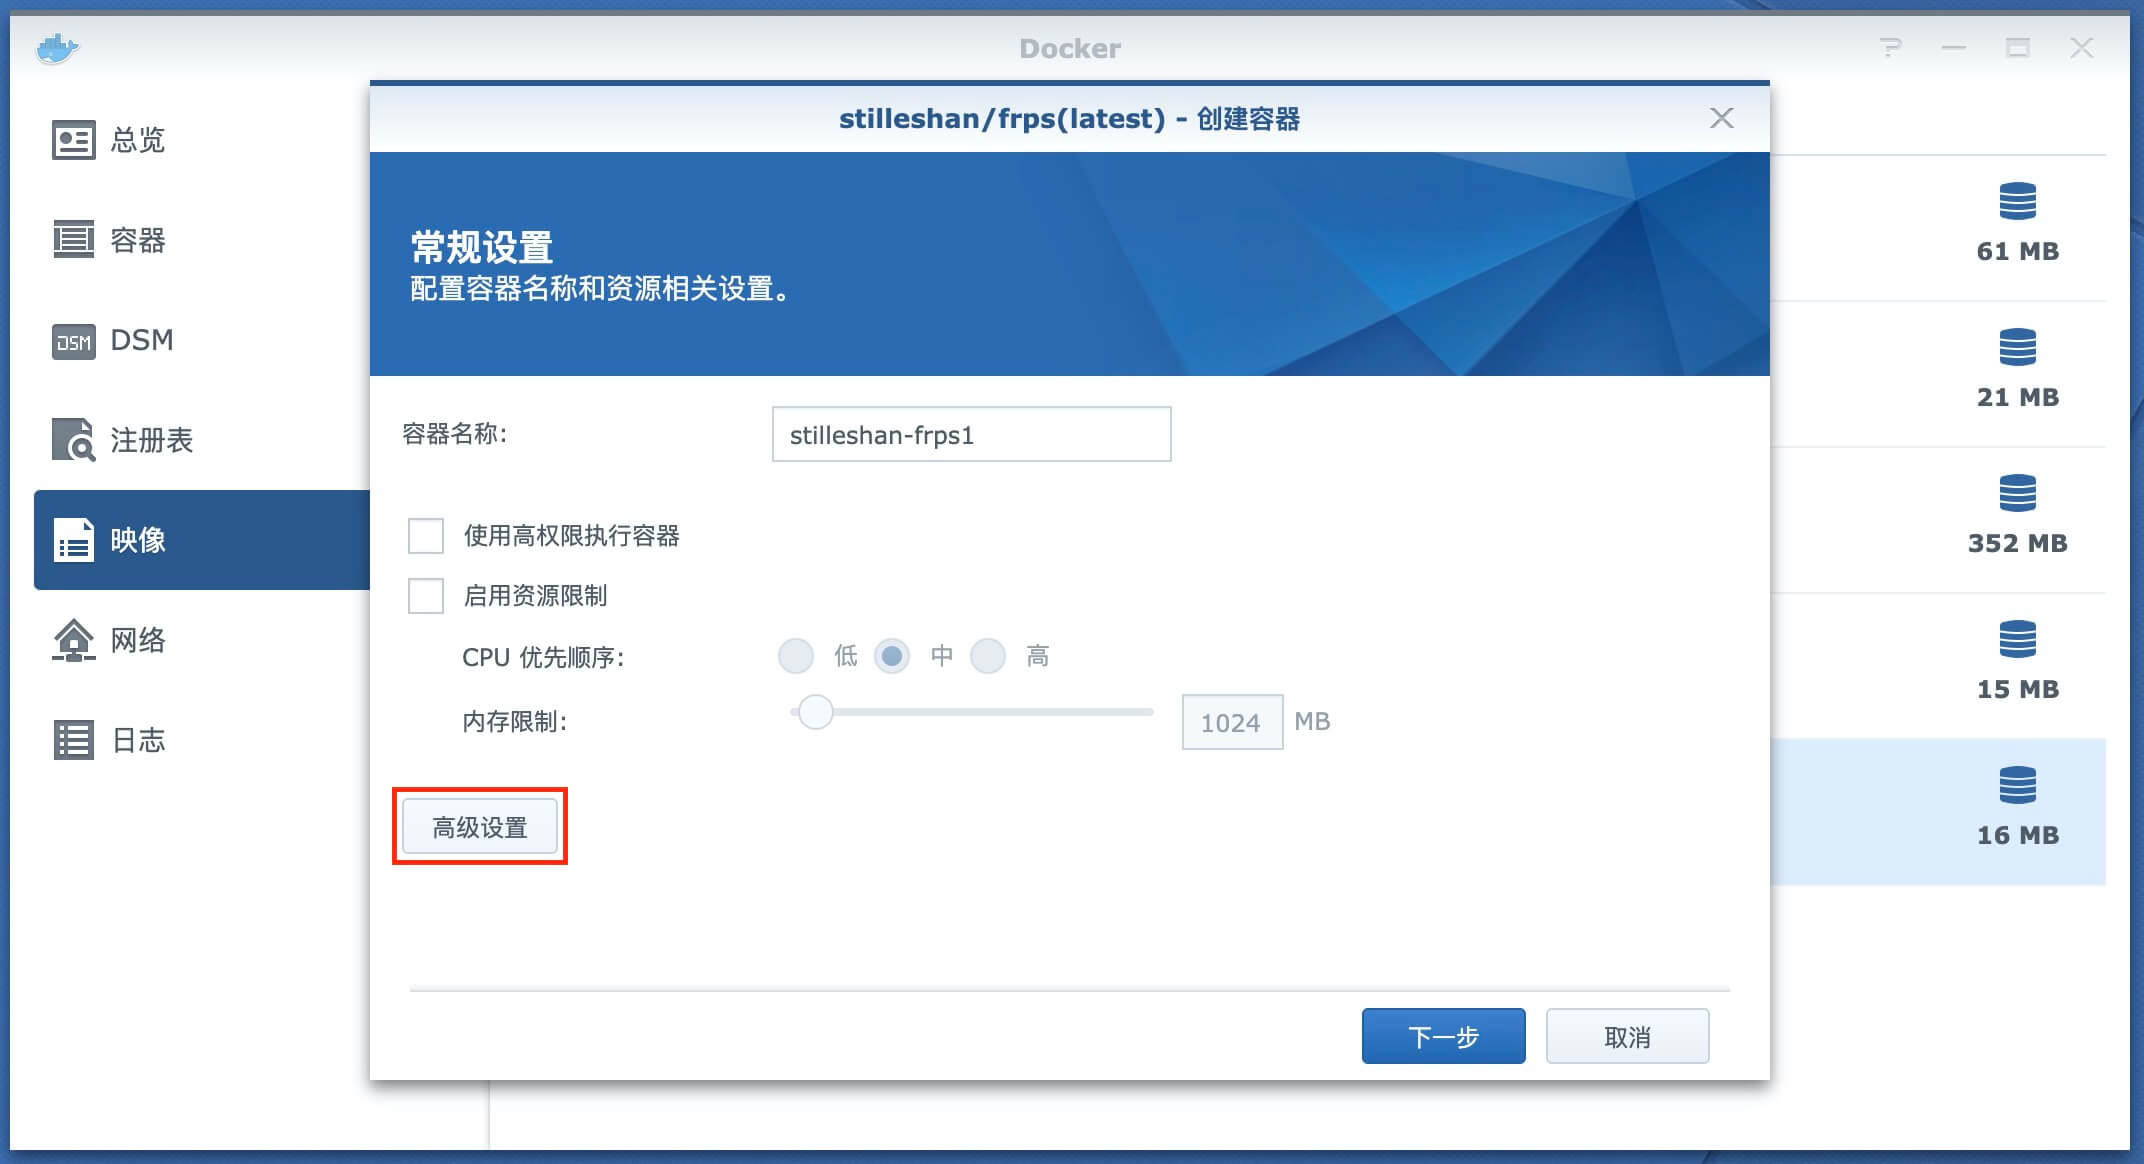 Docker
总览
容器
DSM
DSM
注册表
映像
网络
日志
stilleshan/frps(latest) - 创建容器
常规设置
配置容器名称和资源相关设置。
容器名称: stilleshan-frps1
使用高权限执行容器
启用资源限制
CPU 优先顺序: 低 中 高
内存限制: 1024 MB
高级设置
下一步 取消
61 MB
21 MB
352 MB
15 MB
16 MB